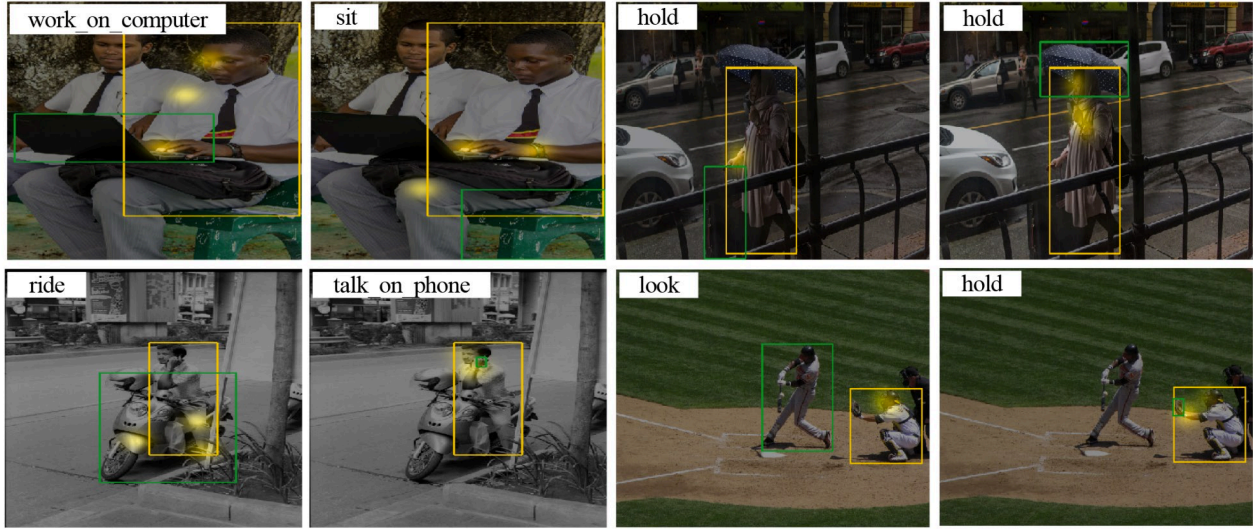 work_on_computer
sit
hold
hold
ride
talk_on_phone
look
hold